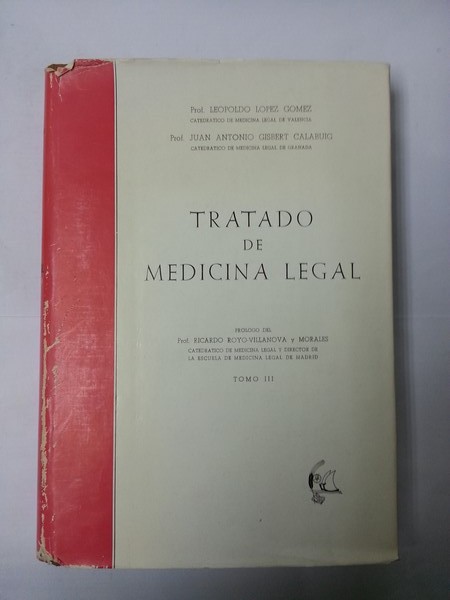 Prof. LEOPOLDO LOPEZ GOMEZ
CATEDRATICO DE MEDICINA LEGAL DE VALENCIA
Prof. JUAN ANTONIO GISBERT CALABUIG
CATEDRATICO DE MEDICINA LEGAL DE GRANADA
TRATADO
DE
MEDICINA LEGAL
PROLOGO DEL
Prof. RICARDO ROYO-VILLANOVA y MORALES
CATEDRATICO DE MEDICINA LEGAL Y DIRECTOR DE
LA ESCUELA DE MEDICINA LEGAL DE MADRID
TOMO III